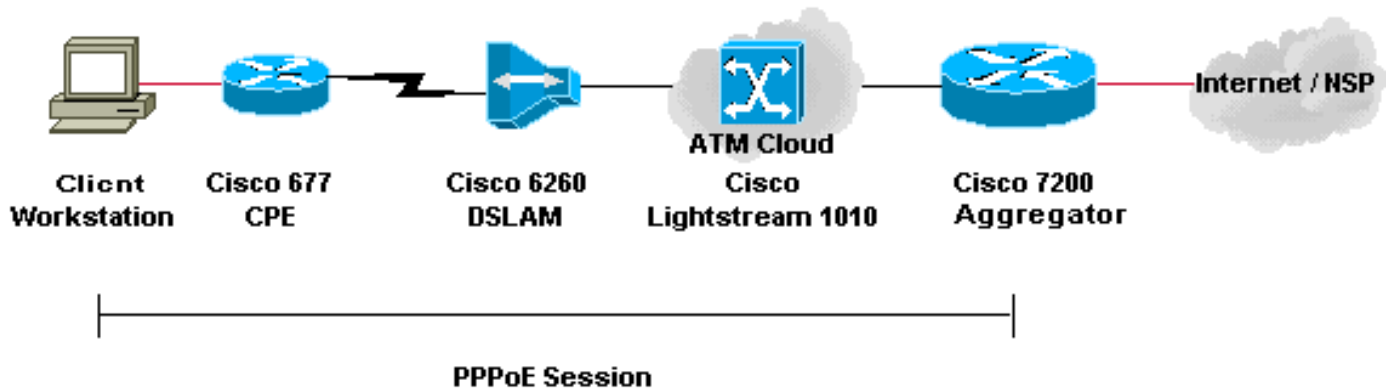 Internet / NSP
ATM Cloud
Client
Workstation
Cisco 677
CPE
Cisco 6260
DSLAM
Cisco
Lightstream 1010
Cisco 7200
Aggregator
PPPoE Session